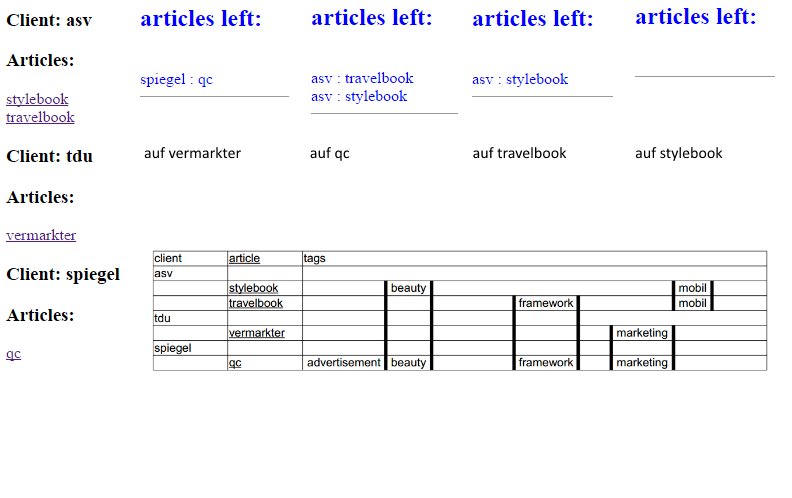 Client: asv
Articles:
stylebook
travelbook
Client: tdu
Articles:
vermarkter
Client: spiegel
Articles:
qc
articles left:
spiegel : qc
auf vermarkter
articles left:
asv : travelbook
asv : stylebook
auf qc
articles left:
asv : stylebook
auf travelbook
articles left:
auf stylebook
client article tags
asv
stylebook beauty mobil
travelbook framework mobil
tdu
vermarkter marketing
spiegel
qc advertisement beauty framework marketing